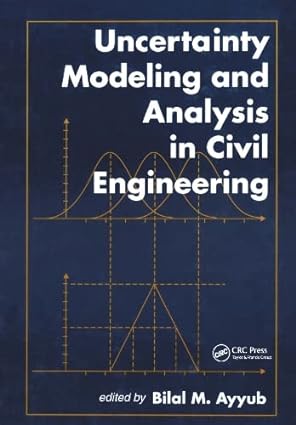 Uncertainty
Modeling and
Analysis
in Civil
Engineering
CRC Press
Taylor & Francis Group
edited by Bilal M. Ayyub